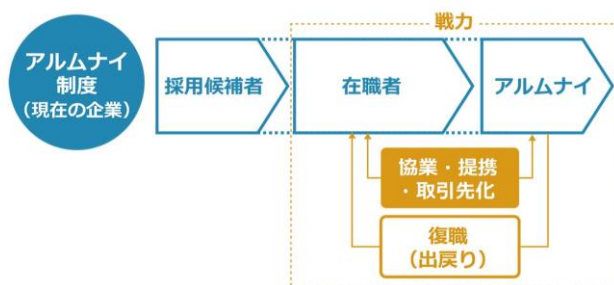 戦力
アルムナイ
制度
(現在の企業)
採用候補者
在職者
アルムナイ
協業・提携
・取引先化
復職
(出戻り)